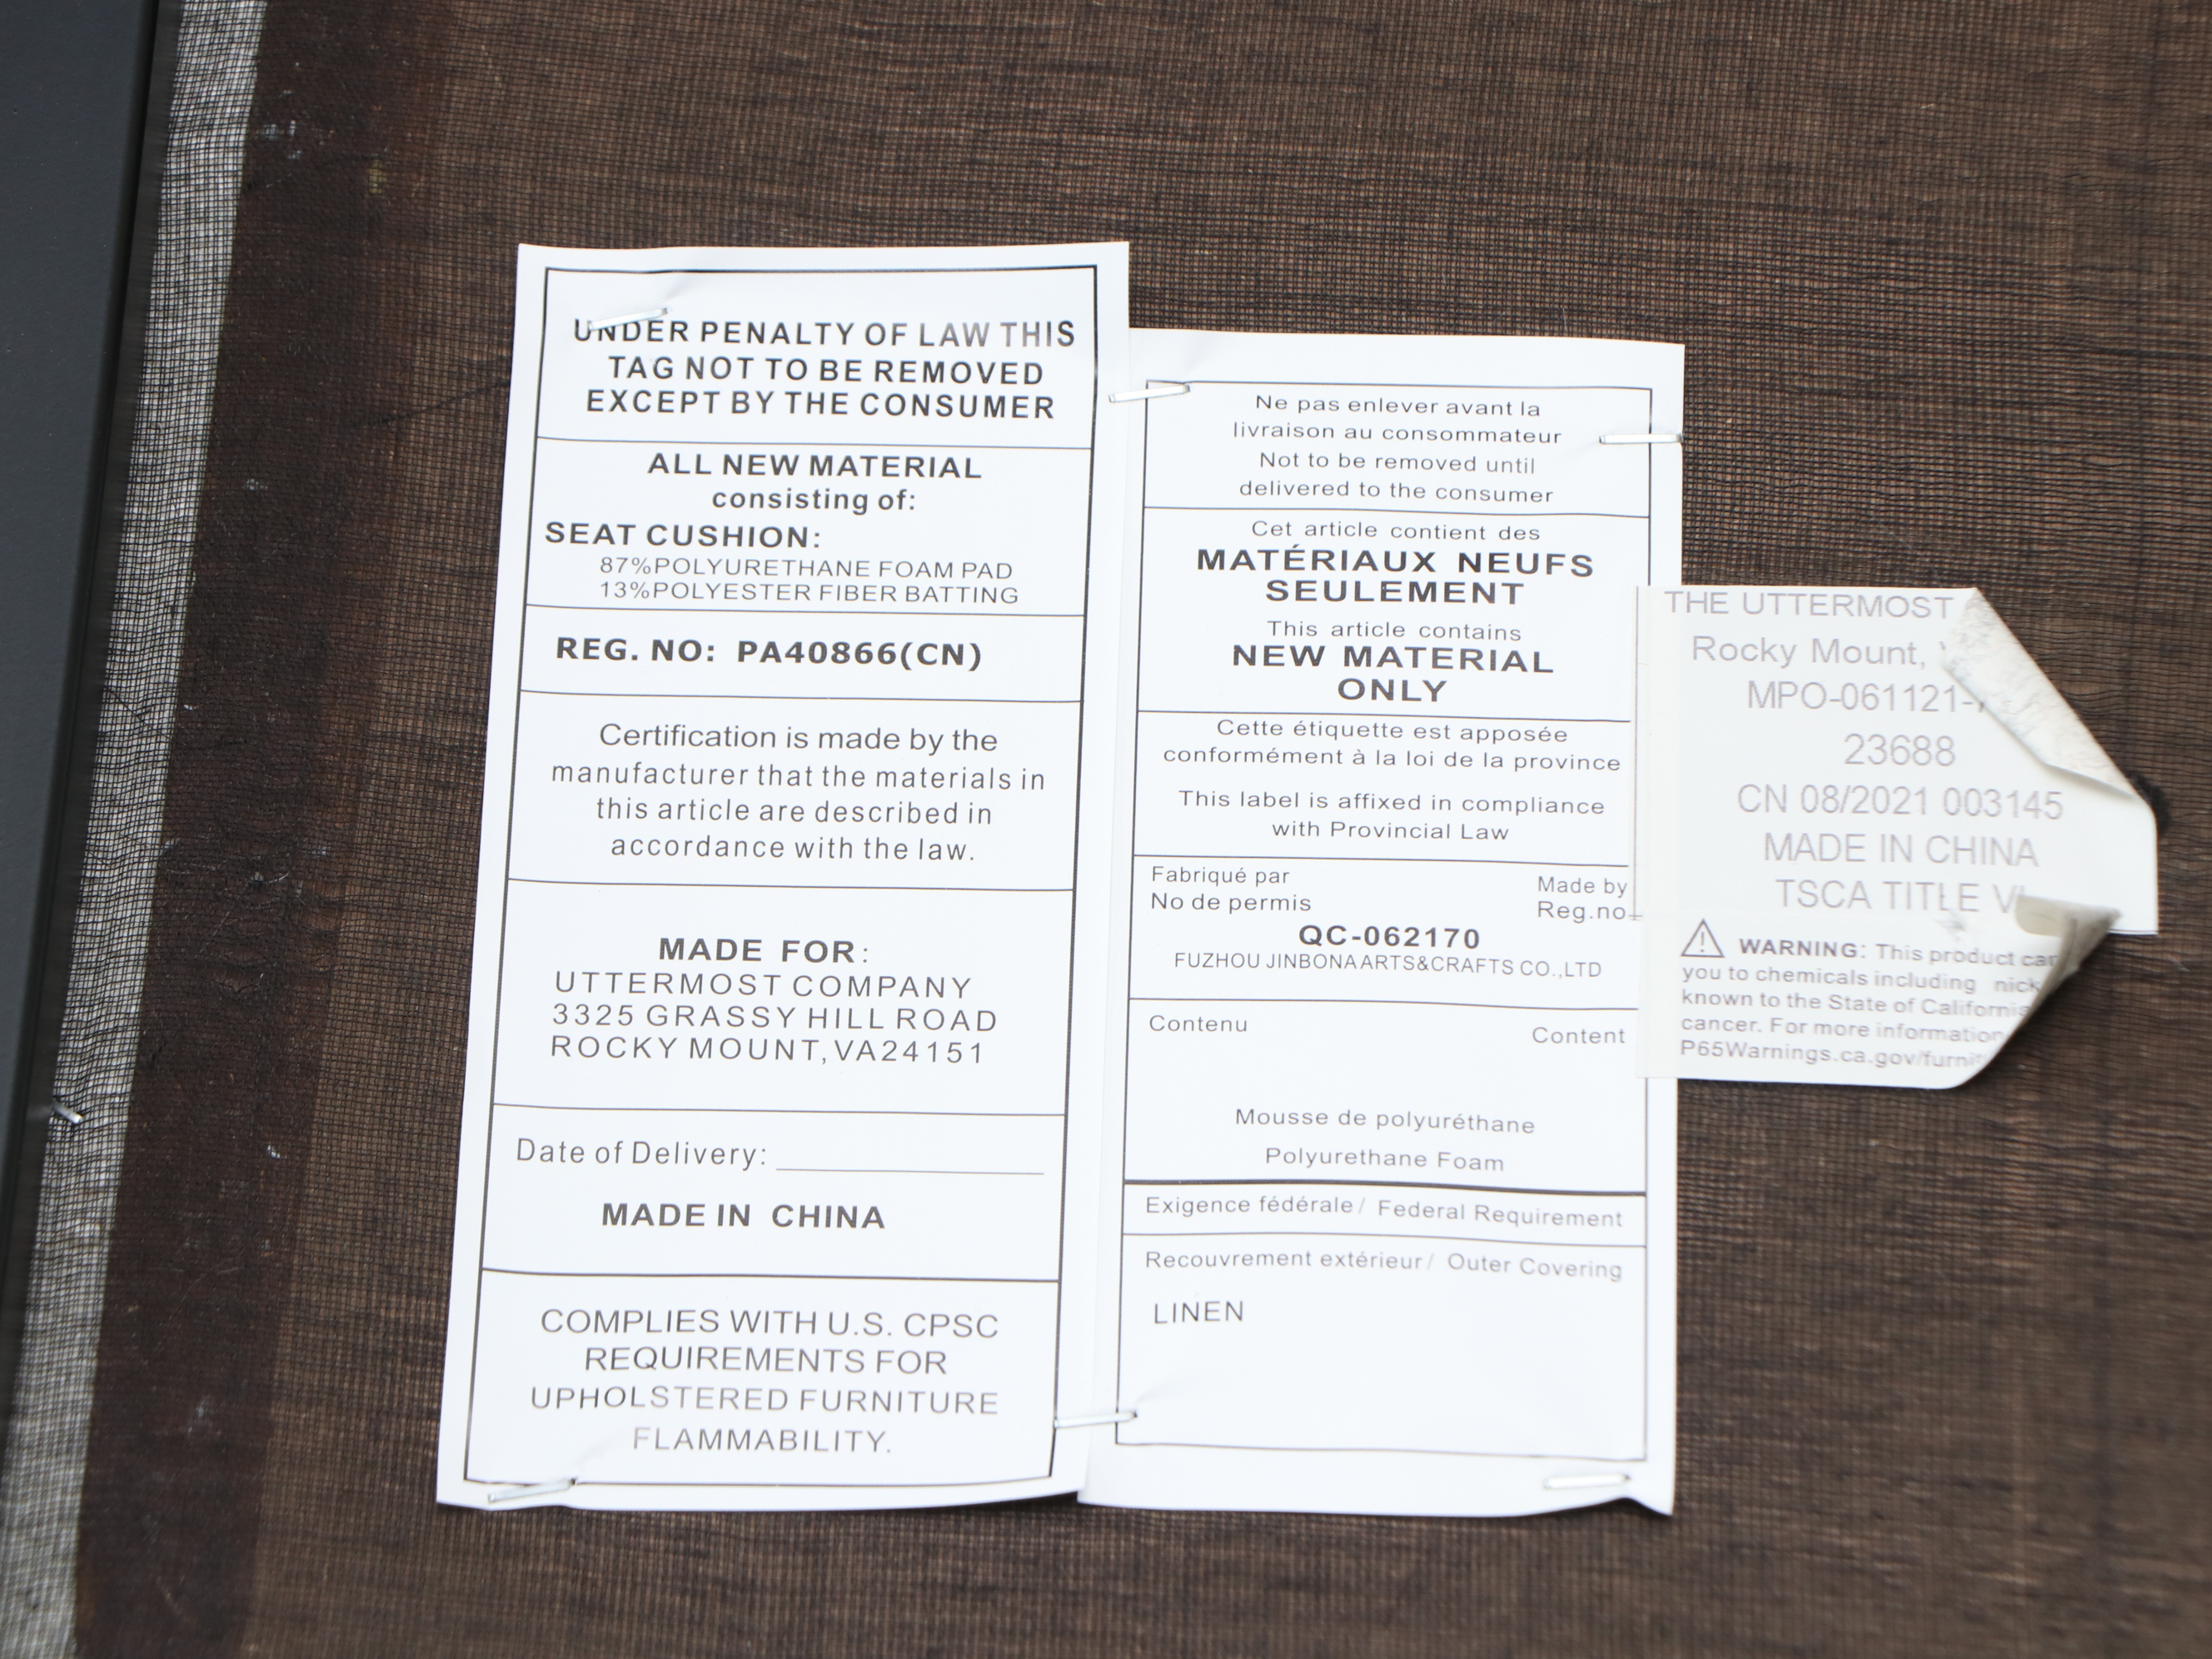 UNDER PENALTY OF LAW THIS
TAG NOT TO BE REMOVED
EXCEPT BY THE CONSUMER
ALL NEW MATERIAL
consisting of:
SEAT CUSHION:
87%POLYURETHANE FOAM PAD
13%POLYESTER FIBER BATTING
REG. NO: PA40866(CN)
Certification is made by the
manufacturer that the materials in
this article are described in
accordance with the law.
MADE FOR:
UTTERMOST COMPANY
3325 GRASSY HILL ROAD
ROCKY MOUNT,VA24151
Date of Delivery:
MADE IN CHINA
COMPLIES WITH U.S. CPSC
REQUIREMENTS FOR
UPHOLSTERED FURNITURE
FLAMMABILITY.
Ne pas enlever avant la
livraison au consommateur
Not to be removed until
delivered to the consumer
Cet article contient des
MATÉRIAUX NEUFS
SEULEMENT
This article contains
NEW MATERIAL
ONLY
Cette étiquette est apposée
conformément à la loi de la province
This label is affixed in compliance
with Provincial Law
Fabriqué par Made by
No de permis Reg.no
QC-062170
FUZHOU JINBONA ARTS&CRAFTS CO.,LTD
Contenu Content
Mousse de polyuréthane
Polyurethane Foam
Exigence fédérale/ Federal Requirement
Recouvrement extérieur/ Outer Covering
LINEN
THE UTTERMOST
Rocky Mount,
MPO-061121-
23688
CN 08/2021 003145
MADE IN CHINA
TSCA TITLE
WARNING: This product can
you to chemicals including
known to the State of California
cancer. For more information
P65Warnings.ca.gov/furni